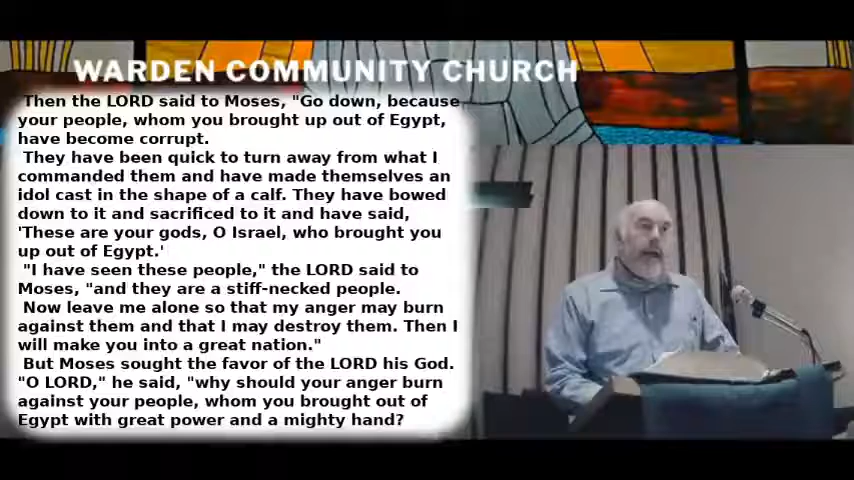 WARDEN COMMUNITY CHURCH
Then the LORD said to Moses, "Go down, because
your people, whom you brought up out of Egypt,
have become corrupt.
They have been quick to turn away from what I
commanded them and have made themselves an
idol cast in the shape of a calf. They have bowed
down to it and sacrificed to it and have said,
'These are your gods, O Israel, who brought you
up out of Egypt.'
"I have seen these people," the LORD said to
Moses, "and they are a stiff-necked people.
Now leave me alone so that my anger may burn
against them and that I may destroy them. Then I
will make you into a great nation."
But Moses sought the favor of the LORD his God.
"O LORD," he said, "why should your anger burn
against your people, whom you brought out of
Egypt with great power and a mighty hand?